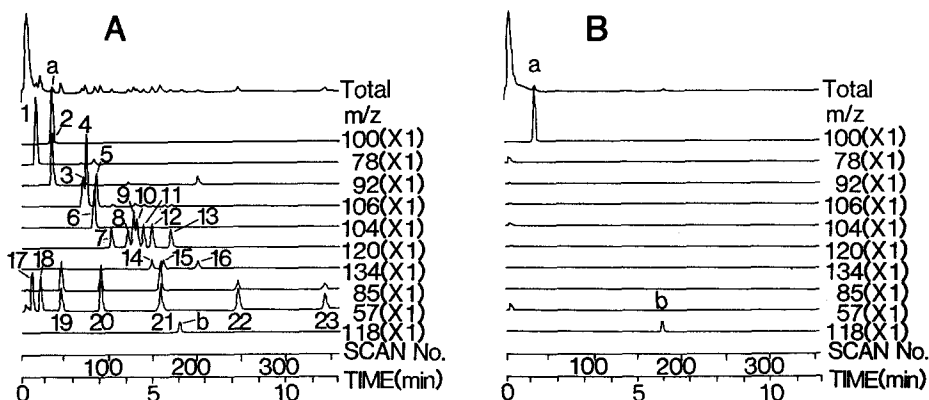 A
B
a
a
Total
Total
1
2
4
m/z
m/z
100(X1)
100(X1)
5
78(X1)
78(X1)
3
9
10
11
92(X1)
92(X1)
106(X1)
106(X1)
6
8
12
13
104(X1)
104(X1)
7
120(X1)
120(X1)
17
18
14
15
16
134(X1)
134(X1)
85(X1)
85(X1)
b
57(X1)
57(X1)
19
20
21
b
22
23
118(X1)
118(X1)
SCAN No.
SCAN No.
100
200
300
100
200
300
TIME(min)
TIME(min)
0
5
10
0
5
10